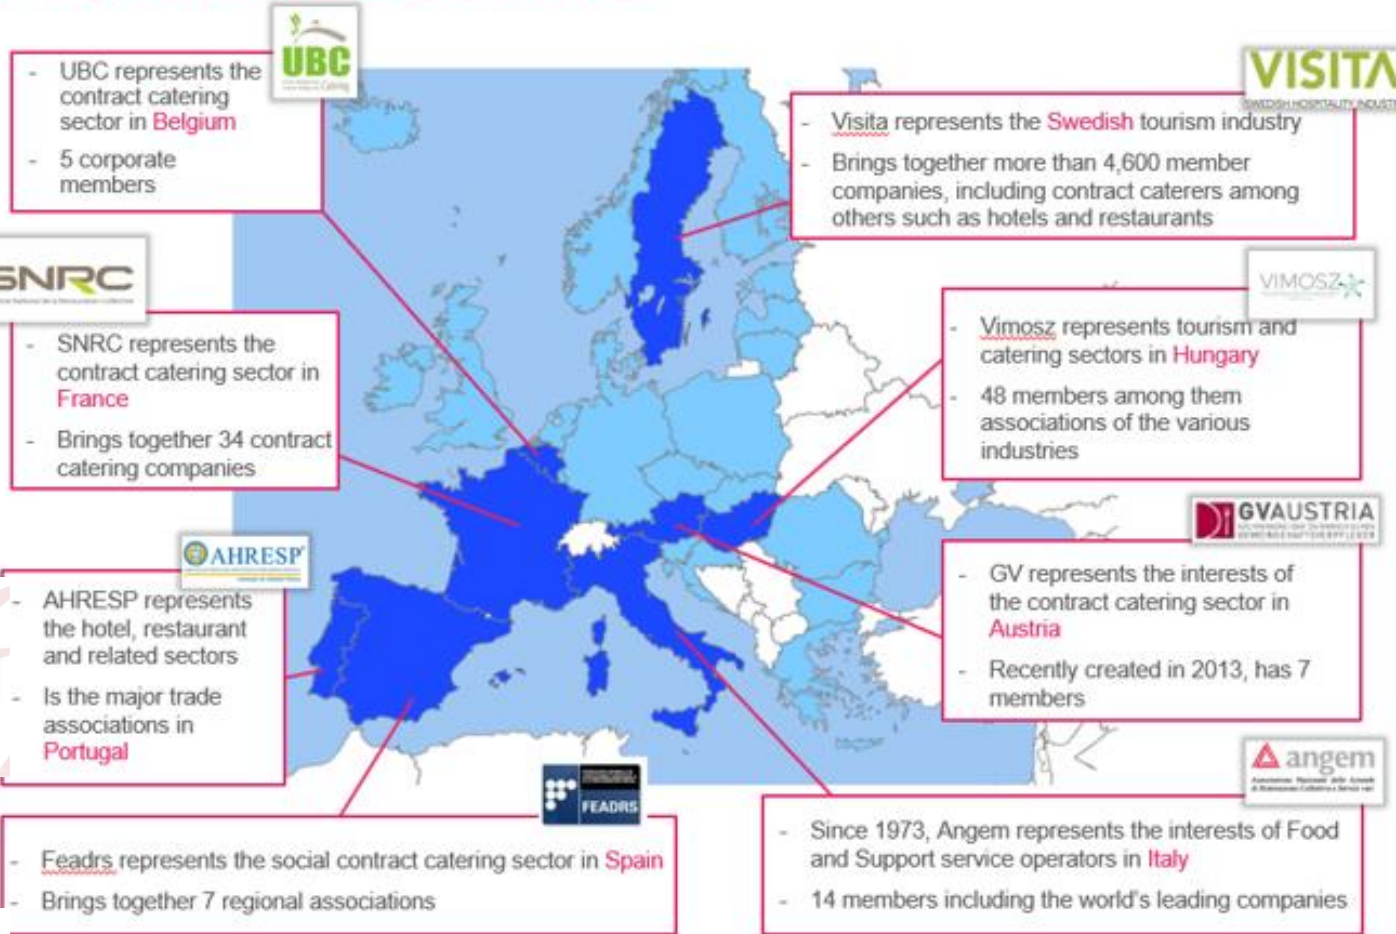 UBC
Catering
- UBC represents the
contract catering
sector in Belgium
- 5 corporate
members
VISITA
SWEDISH HOSPITALITY INDUSTRY
- Visita represents the Swedish tourism industry
- Brings together more than 4,600 member
companies, including contract caterers among
others such as hotels and restaurants
SNRC
- SNRC represents the
contract catering sector in
France
- Brings together 34 contract
catering companies
VIMOSZ
- Vimosz represents tourism and
catering sectors in Hungary
- 48 members among them
associations of the various
industries
AHRESP
- AHRESP represents
the hotel, restaurant
and related sectors
- Is the major trade
associations in
Portugal
GVAUSTRIA
- GV represents the interests of
the contract catering sector in
Austria
- Recently created in 2013, has 7
members
FEADRS
- Feadrs represents the social contract catering sector in Spain
- Brings together 7 regional associations
angem
- Since 1973, Angem represents the interests of Food
and Support service operators in Italy
- 14 members including the world's leading companies